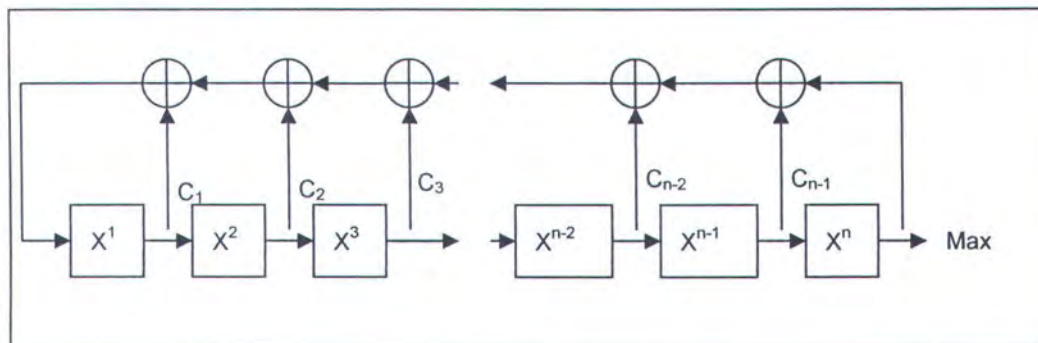 C₁ C₂ C₃ Cₙ₋₂ Cₙ₋₁
X¹ X² X³ Xⁿ⁻² Xⁿ⁻¹ Xⁿ Max